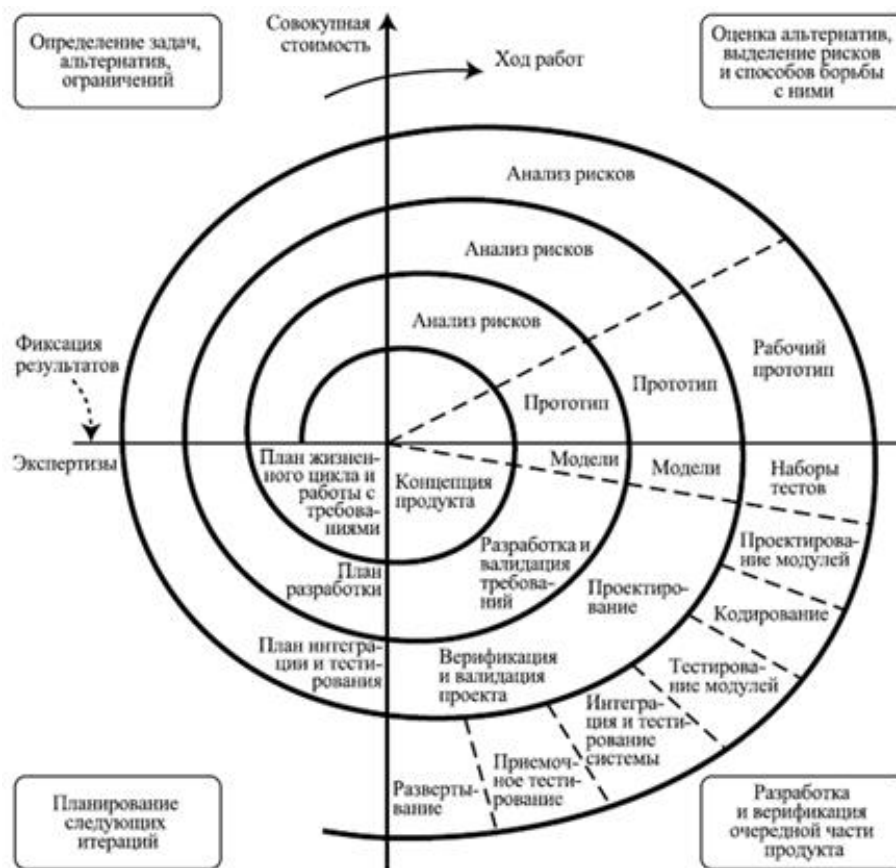 Определение задач,
альтернатив,
ограничений
Совокупная
стоимость
Ход работ
Оценка альтернатив,
выделение рисков
и способов борьбы
с ними
Анализ рисков
Анализ рисков
Анализ рисков
Фиксация
результатов
Рабочий
прототип
Прототип
Прототип
Экспертизы
План жизнен-
ного цикла и
работы с
требова-
ниями
Концепция
продукта
Модели
Модели
Наборы
тестов
Разработка и
валидация
требова-
ний
План
разработки
Проектиро-
вание
Проектирова-
ние модулей
Кодирование
Тестирова-
ние модулей
План интегра-
ции и тести-
рования
Верификация
и валидация
проекта
Интегра-
ция и тести-
рование
системы
Приемоч-
ное тести-
рование
Разверты-
вание
Планирование
следующих
итераций
Разработка
и верификация
очередной части
продукта